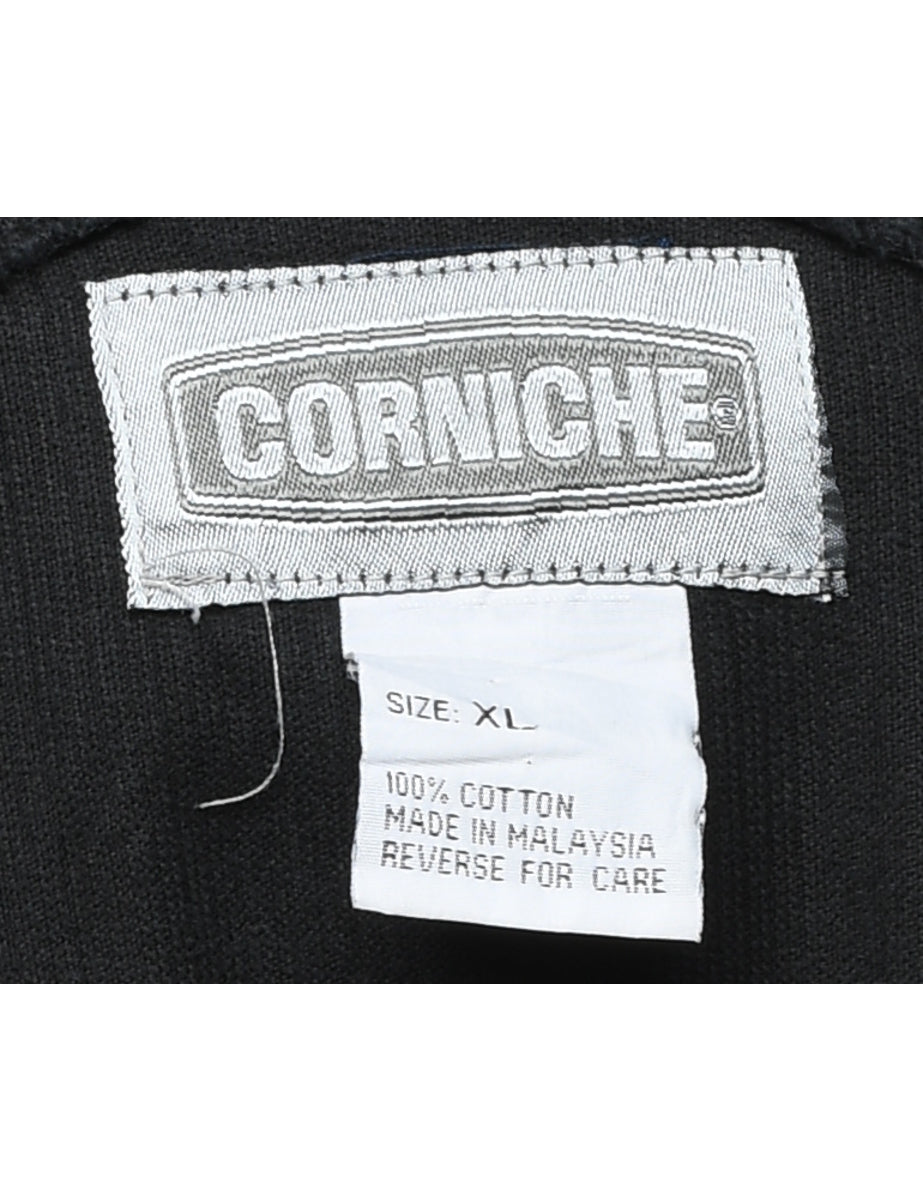 CORNICHE®
SIZE: XL
100% COTTON
MADE IN MALAYSIA
REVERSE FOR CARE